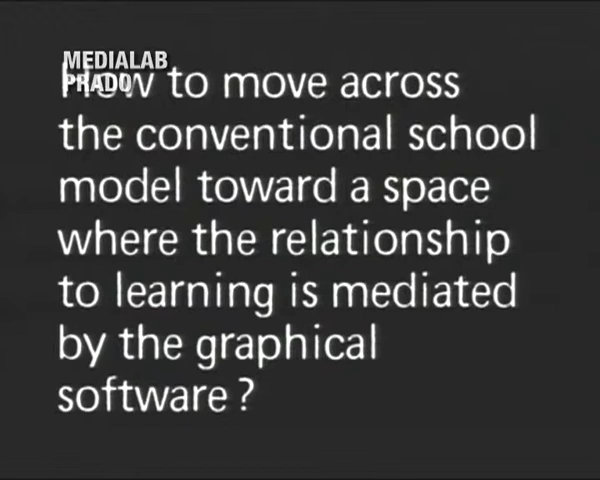 MEDIALAB
PRADO
How to move across
the conventional school
model toward a space
where the relationship
to learning is mediated
by the graphical
software ?